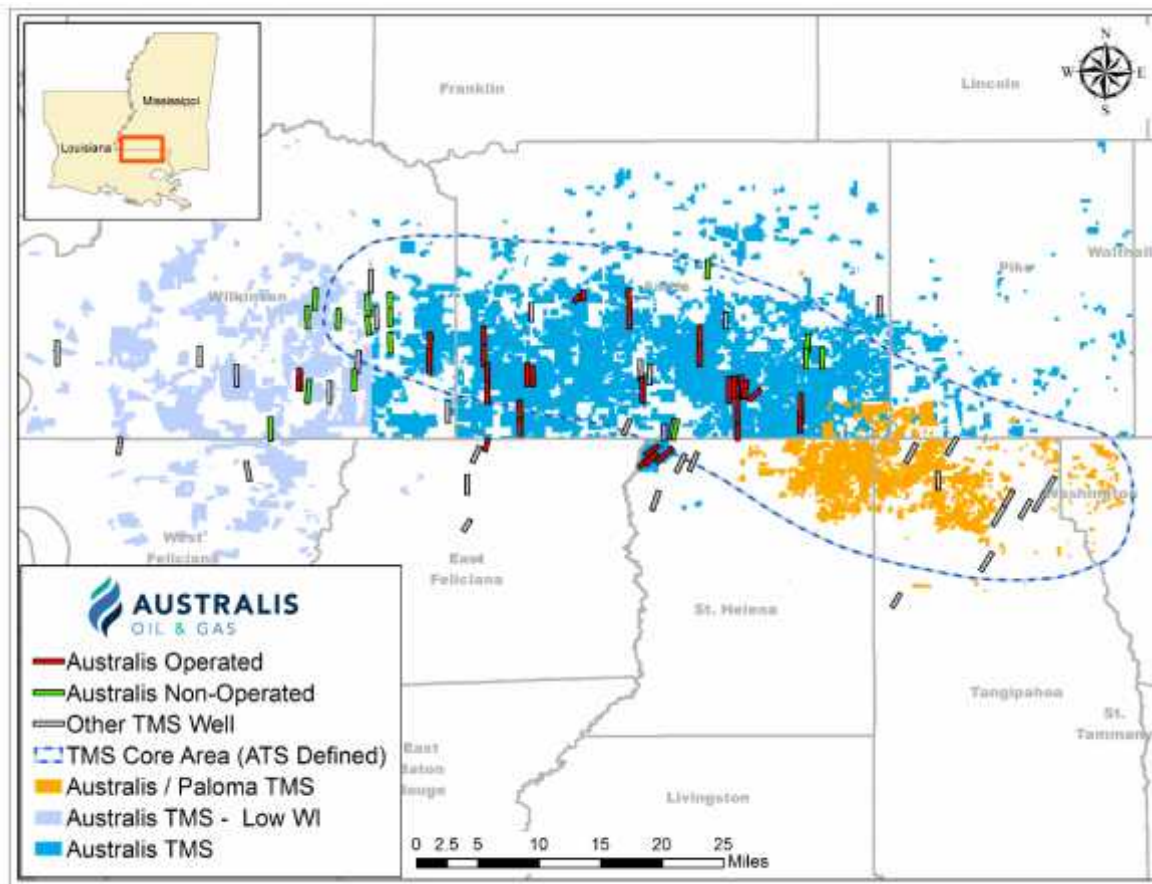 Mississippi
Louisiana
Franklin
Lincoln
N
W
E
S
Wilkinson
Pike
Walthall
West
Feliciana
East
Feliciana
St. Helena
Washington
Tangipahoa
St.
Tammany
East
Baton
Rouge
Livingston
AUSTRALIS
OIL & GAS
Australis Operated
Australis Non-Operated
Other TMS Well
TMS Core Area (ATS Defined)
Australis / Paloma TMS
Australis TMS - Low WI
Australis TMS
0 2.5 5 10 15 20 25
Miles